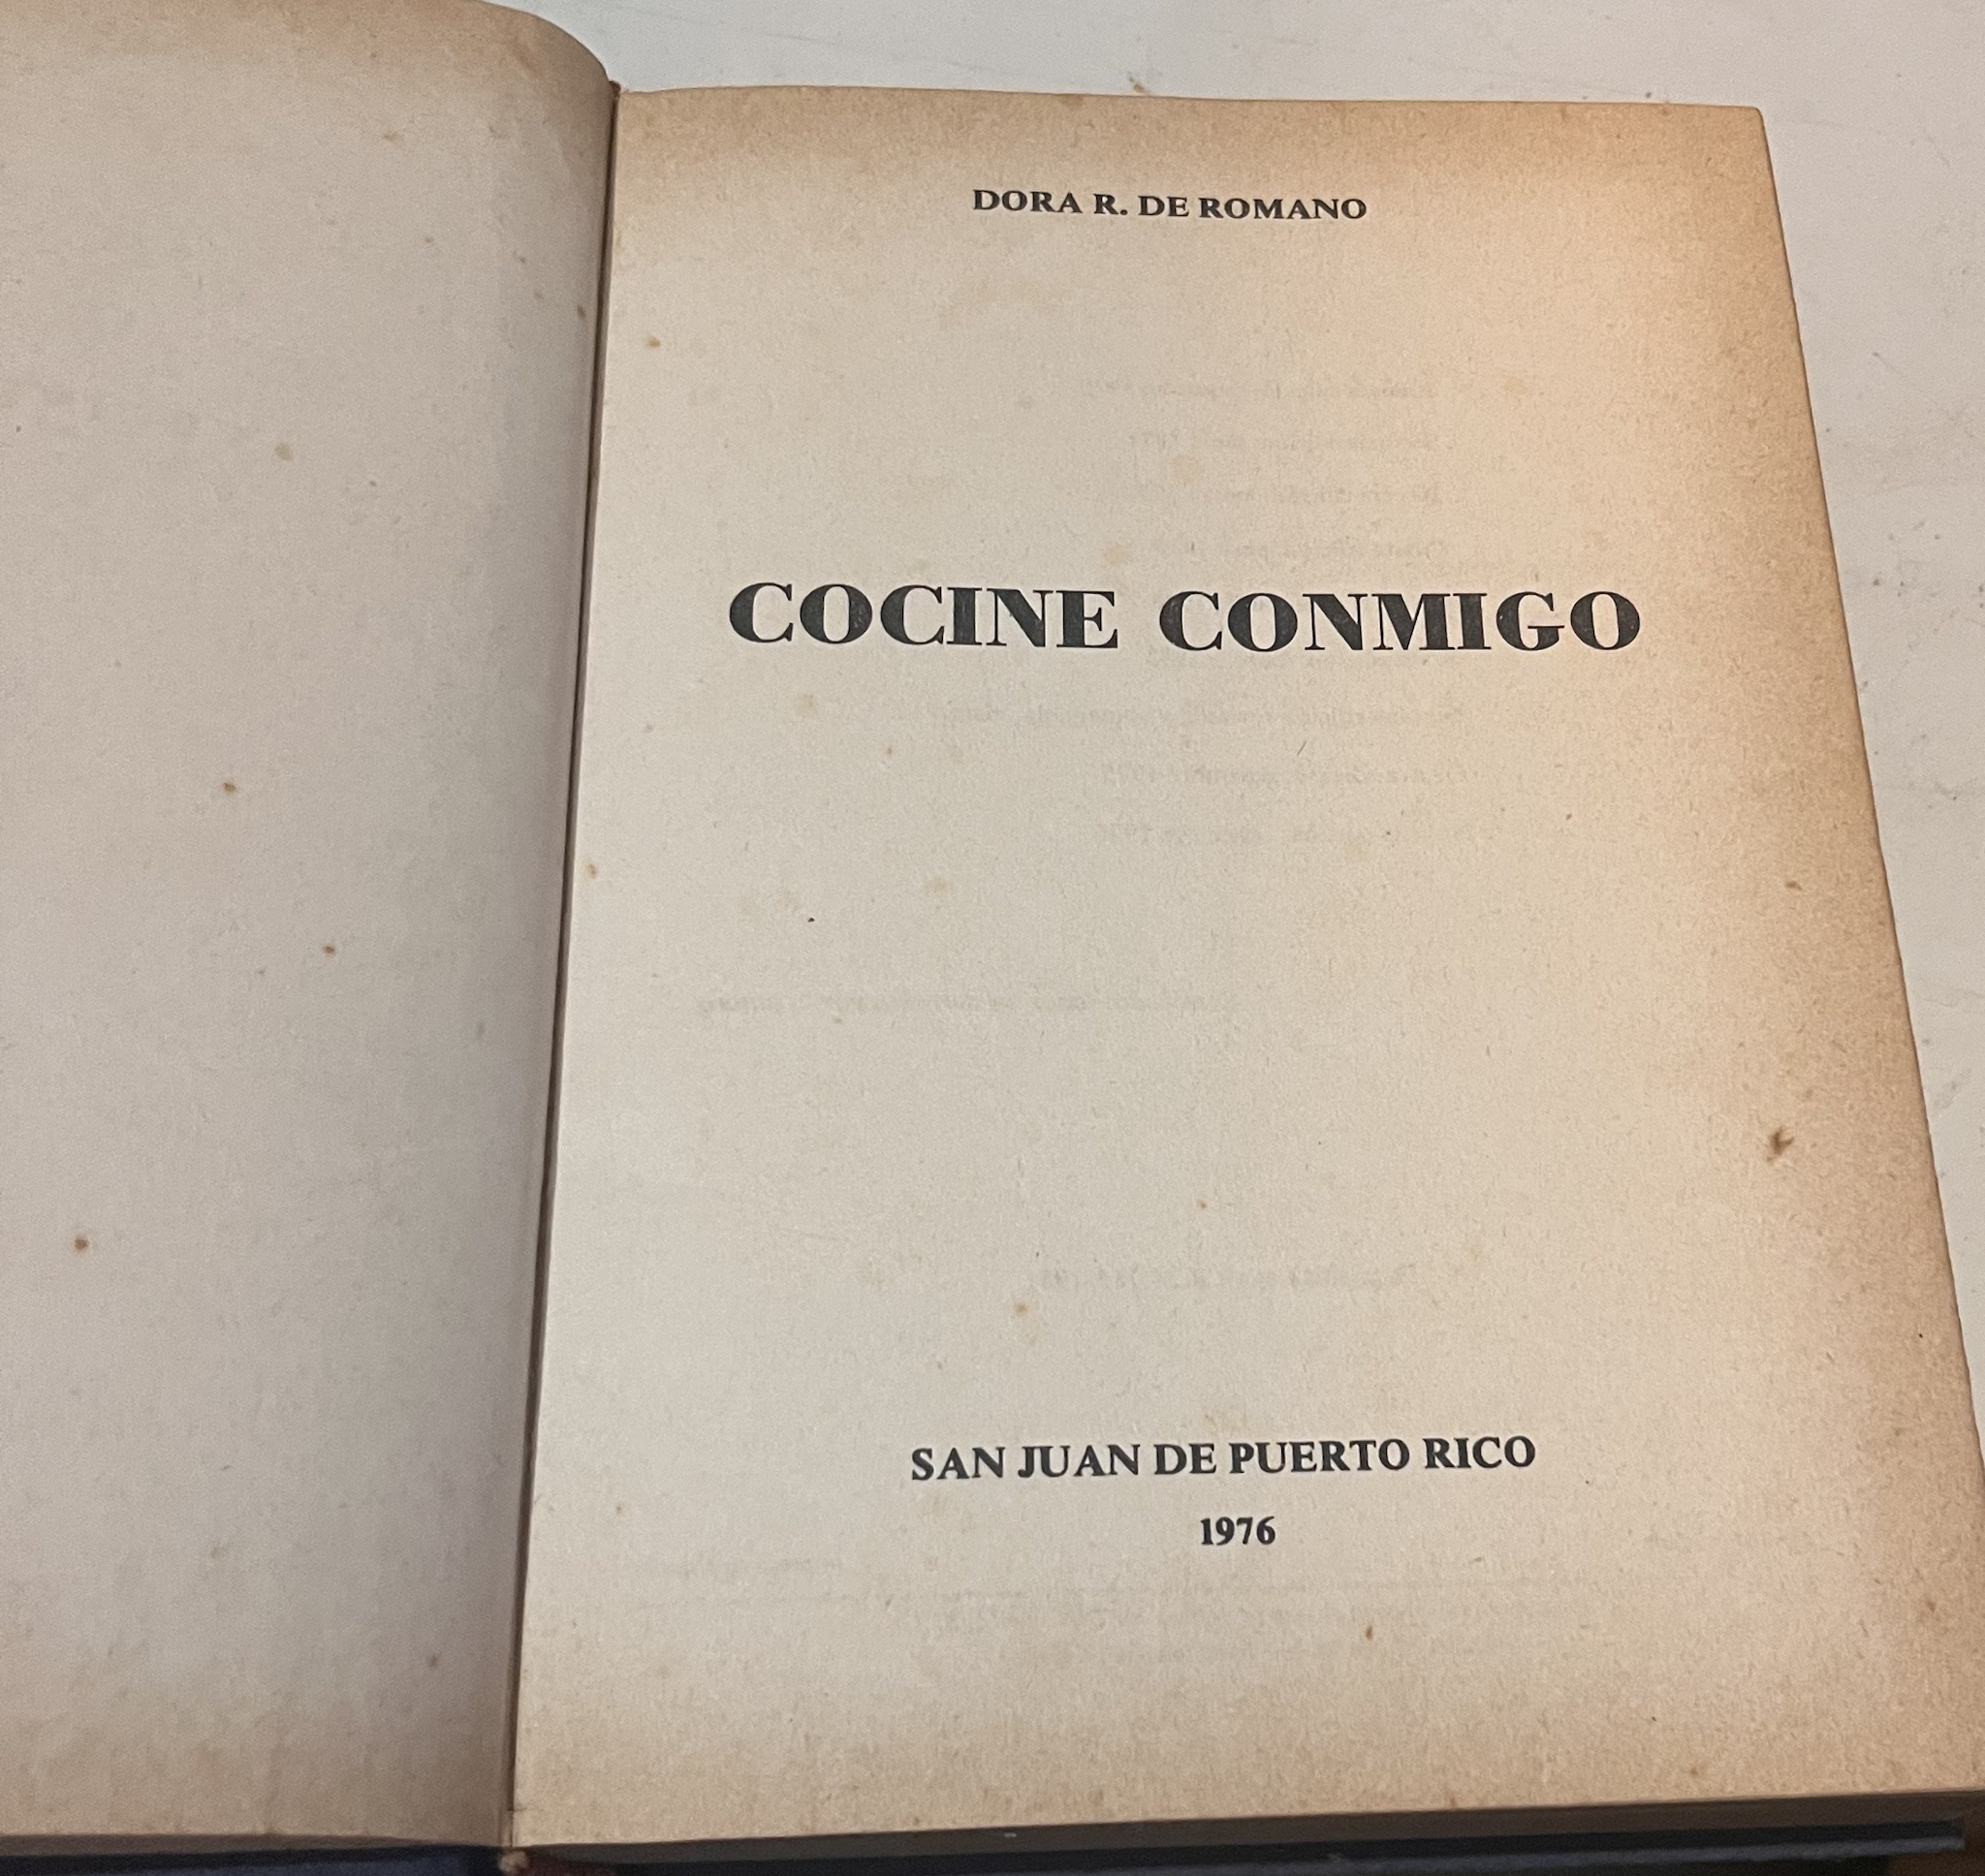 DORA R. DE ROMANO
COCINE CONMIGO
SAN JUAN DE PUERTO RICO
1976